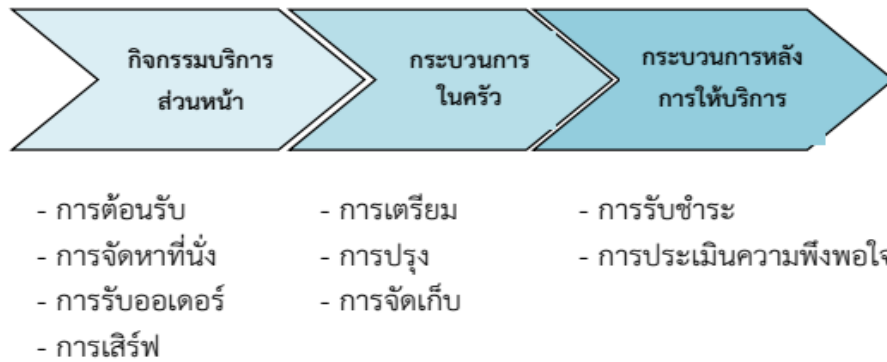 กิจกรรมบริการ
ส่วนหน้า
กระบวนการ
ในครัว
กระบวนการหลัง
การให้บริการ
- การต้อนรับ
- การจัดหาที่นั่ง
- การรับออเดอร์
- การเสิร์ฟ
- การเตรียม
- การปรุง
- การจัดเก็บ
- การรับชำระ
- การประเมินความพึงพอใจ